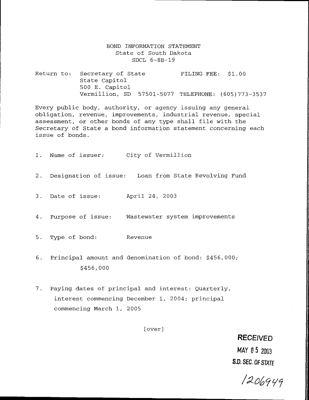 BOND INFORMATION STATEMENT
State of South Dakota
SDCL 6-8B-19
Return to: Secretary of State FILING FEE: $1.00
State Capitol
500 E. Capitol
Vermillion, SD 57501-5077 TELEPHONE: (605)773-3537
Every public body, authority, or agency issuing any general
obligation, revenue, improvements, industrial revenue, special
assessment, or other bonds of any type shall file with the
Secretary of State a bond information statement concerning each
issue of bonds.
1. Name of issuer: City of Vermillion
2. Designation of issue: Loan from State Revolving Fund
3. Date of issue: April 24, 2003
4. Purpose of issue: Wastewater system improvements
5. Type of bond: Revenue
6. Principal amount and denomination of bond: $456,000;
$456,000
7. Paying dates of principal and interest: Quarterly,
interest commencing December 1, 2004; principal
commencing March 1, 2005
[over]
RECEIVED
MAY 05 2003
S.D. SEC. OF STATE
1206949